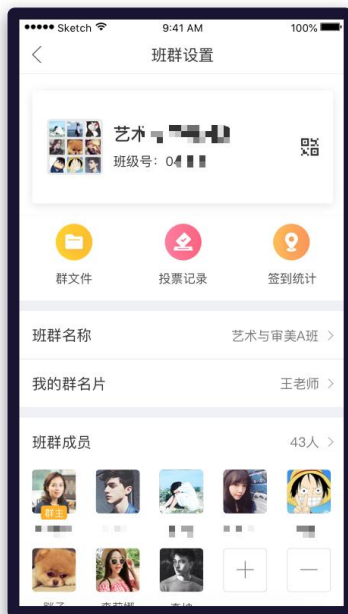 Sketch 9:41 AM 100%
班群设置
艺术
班级号: 0
群文件 投票记录 签到统计
班群名称 艺术与审美A班
我的群名片 王老师
班群成员 43人
群主